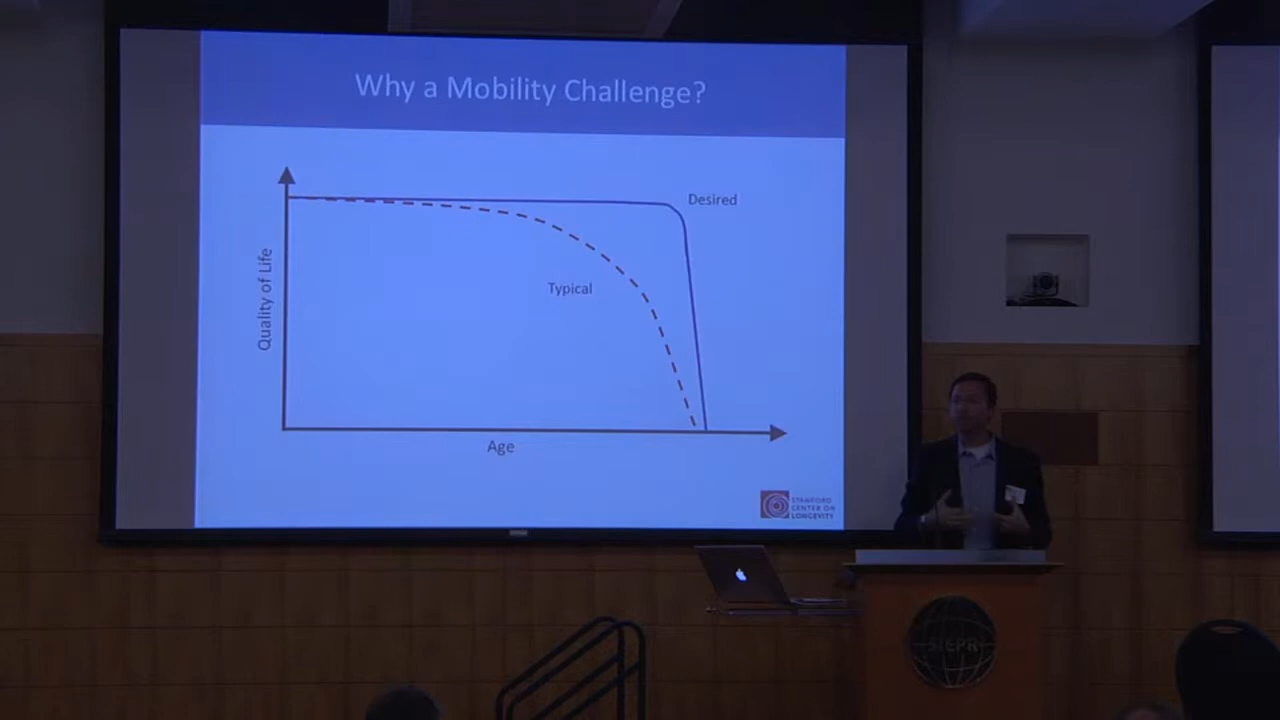 Why a Mobility Challenge?
Desired
Typical
Quality of Life
Age
STANFORD
CENTER ON
LONGEVITY
SIEPR